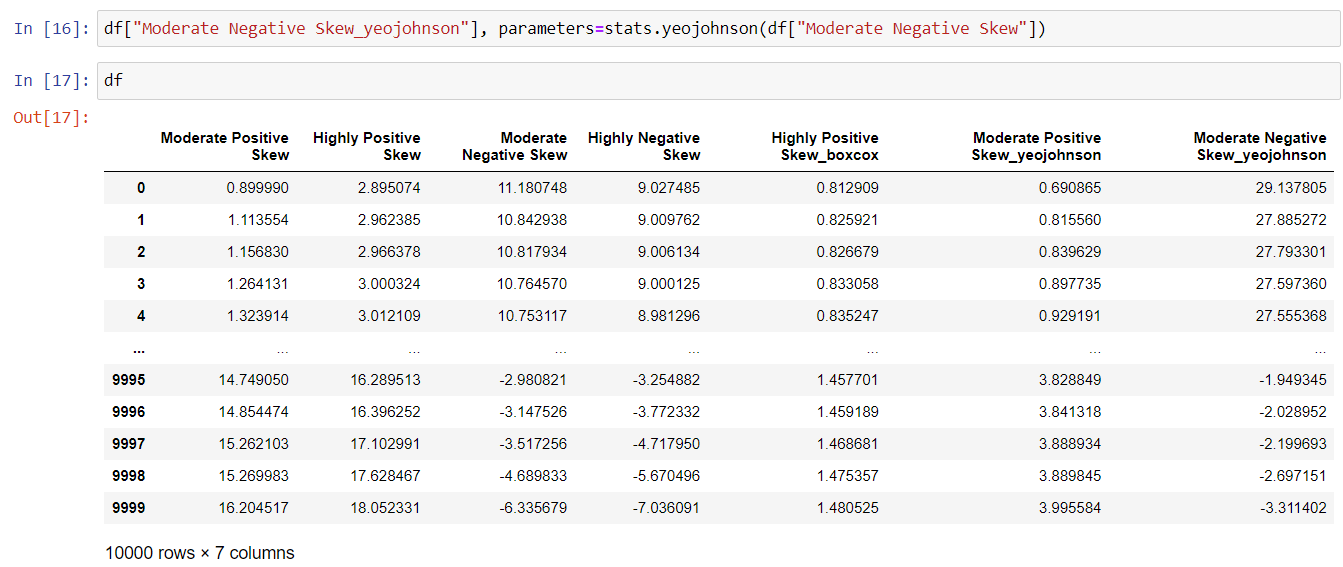 In [16]: df["Moderate Negative Skew_yeojohnson"], parameters=stats.yeojohnson(df["Moderate Negative Skew"])
In [17]: df
Out[17]:
Moderate Positive Skew Highly Positive Skew Moderate Negative Skew Highly Negative Skew Highly Positive Skew_boxcox Moderate Positive Skew_yeojohnson Moderate Negative Skew_yeojohnson
0 0.899990 2.895074 11.180748 9.027485 0.812909 0.690865 29.137805
1 1.113554 2.962385 10.842938 9.009762 0.825921 0.815560 27.885272
2 1.156830 2.966378 10.817934 9.006134 0.826679 0.839629 27.793301
3 1.264131 3.000324 10.764570 9.000125 0.833058 0.897735 27.597360
4 1.323914 3.012109 10.753117 8.981296 0.835247 0.929191 27.555368
... ... ... ... ... ... ... ...
9995 14.749050 16.289513 -2.980821 -3.254882 1.457701 3.828849 -1.949345
9996 14.854474 16.396252 -3.147526 -3.772332 1.459189 3.841318 -2.028952
9997 15.262103 17.102991 -3.517256 -4.717950 1.468681 3.888934 -2.199693
9998 15.269983 17.628467 -4.689833 -5.670496 1.475357 3.889845 -2.697151
9999 16.204517 18.052331 -6.335679 -7.036091 1.480525 3.995584 -3.311402
10000 rows × 7 columns